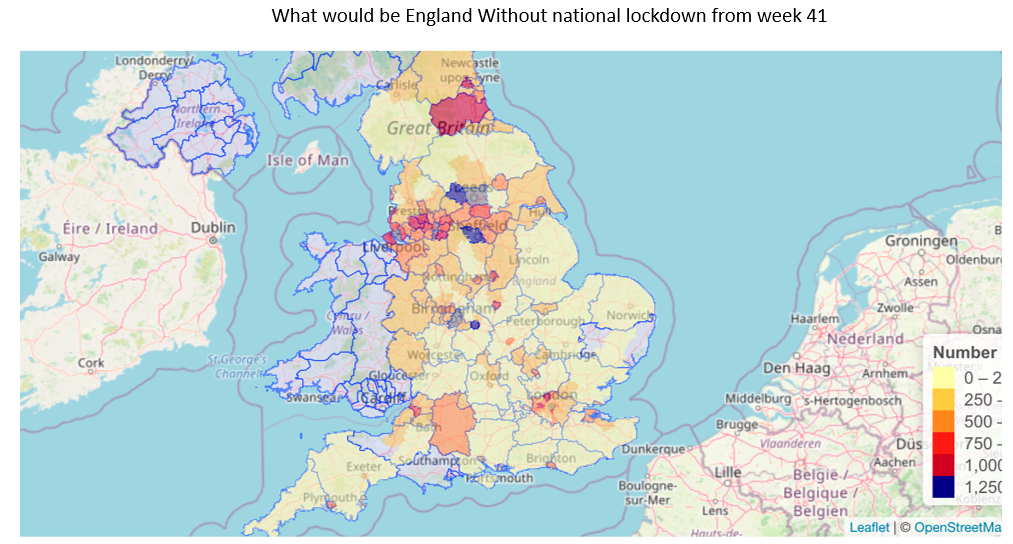 What would be England Without national lockdown from week 41
Londonderry/
Derry
Newcastle
upon Tyne
Carlisle
Northern
Ireland
Great Britain
Isle of Man
Leeds
Preston
Hull
Sheffield
Éire / Ireland
Dublin
Liverpool
Galway
Lincoln
Nottingham
England
Groningen
Oldenburg
Assen
Birmingham
Norwich
Zwolle
Cymru /
Wales
Peterborough
Haarlem
Osna
Nederland
Worcester
Cambridge
Cork
St George's
Channel
Gloucester
Oxford
Den Haag
Arnhem
Swansea
Cardiff
London
Middelburg
's-Hertogenbosch
Bath
Brugge
Vlaanderen
Düs
Dunkerque
Aachen
Exeter
Southampton
Brighton
Portsmouth
Lille
België /
Belgique /
Belgien
Boulogne-
sur-Mer
Plymouth
Lens
Hauts-de-
Number
0 – 2
250 –
500 –
750 –
1,000
1,250
Leaflet | © OpenStreetMa